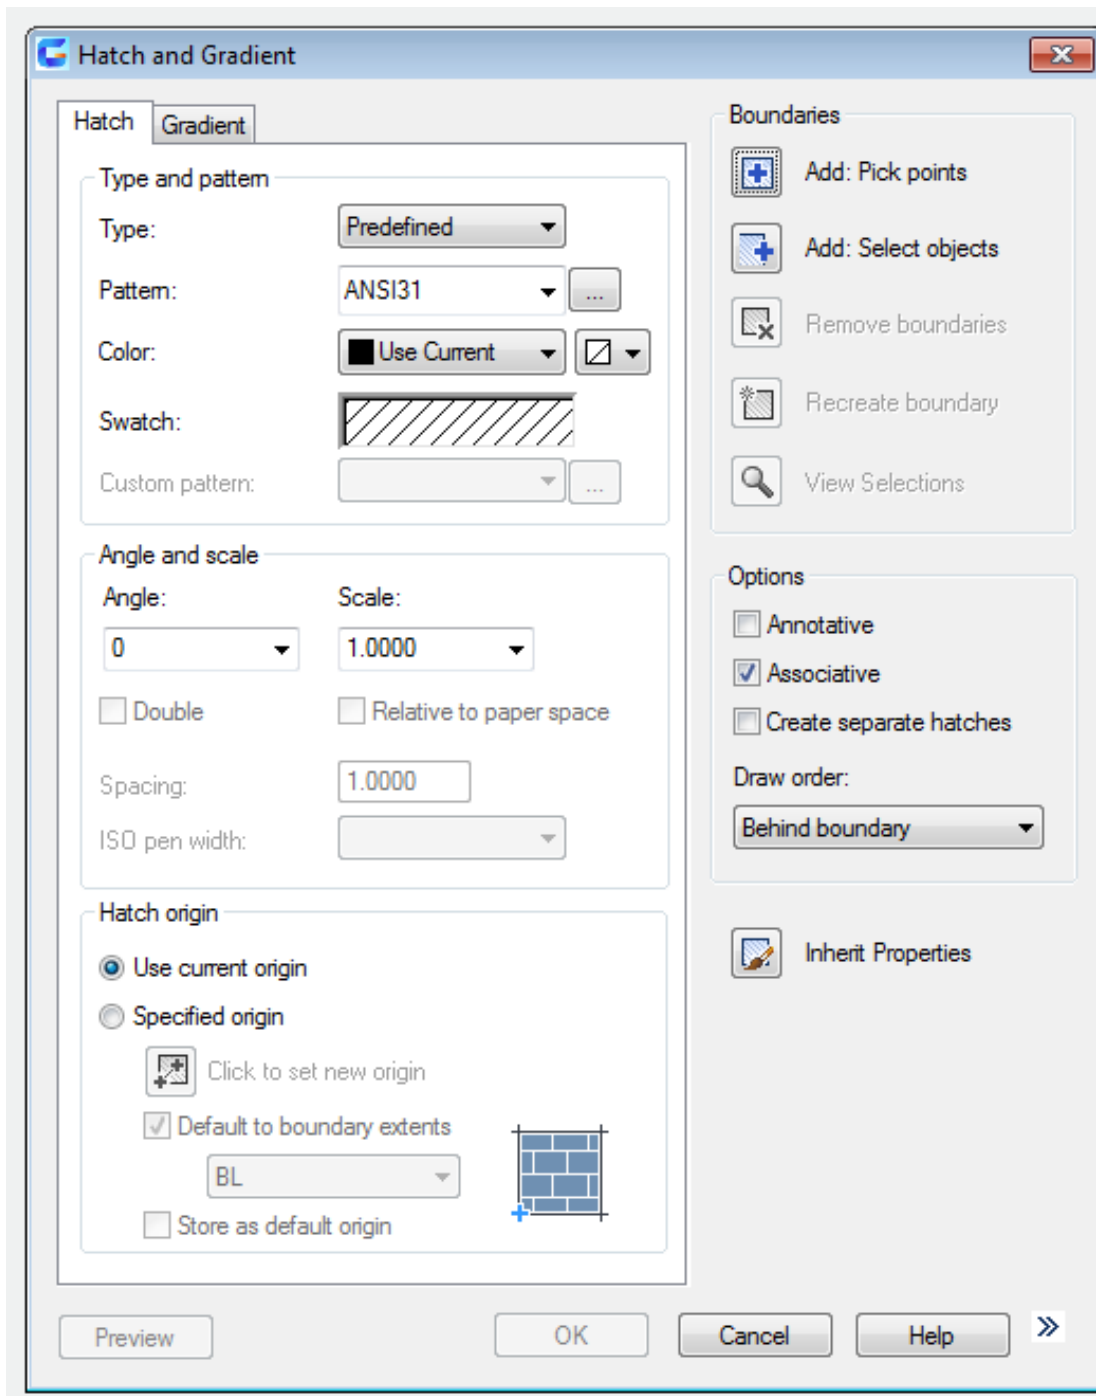 Hatch and Gradient
Hatch
Gradient
Type and pattern
Type:
Predefined
Pattern:
ANSI31
...
Color:
Use Current
Swatch:
Custom pattern:
...
Angle and scale
Angle:
Scale:
0
1.0000
Double
Relative to paper space
Spacing:
1.0000
ISO pen width:
Hatch origin
Use current origin
Specified origin
Click to set new origin
Default to boundary extents
BL
Store as default origin
Boundaries
Add: Pick points
Add: Select objects
Remove boundaries
Recreate boundary
View Selections
Options
Annotative
Associative
Create separate hatches
Draw order:
Behind boundary
Inherit Properties
Preview
OK
Cancel
Help